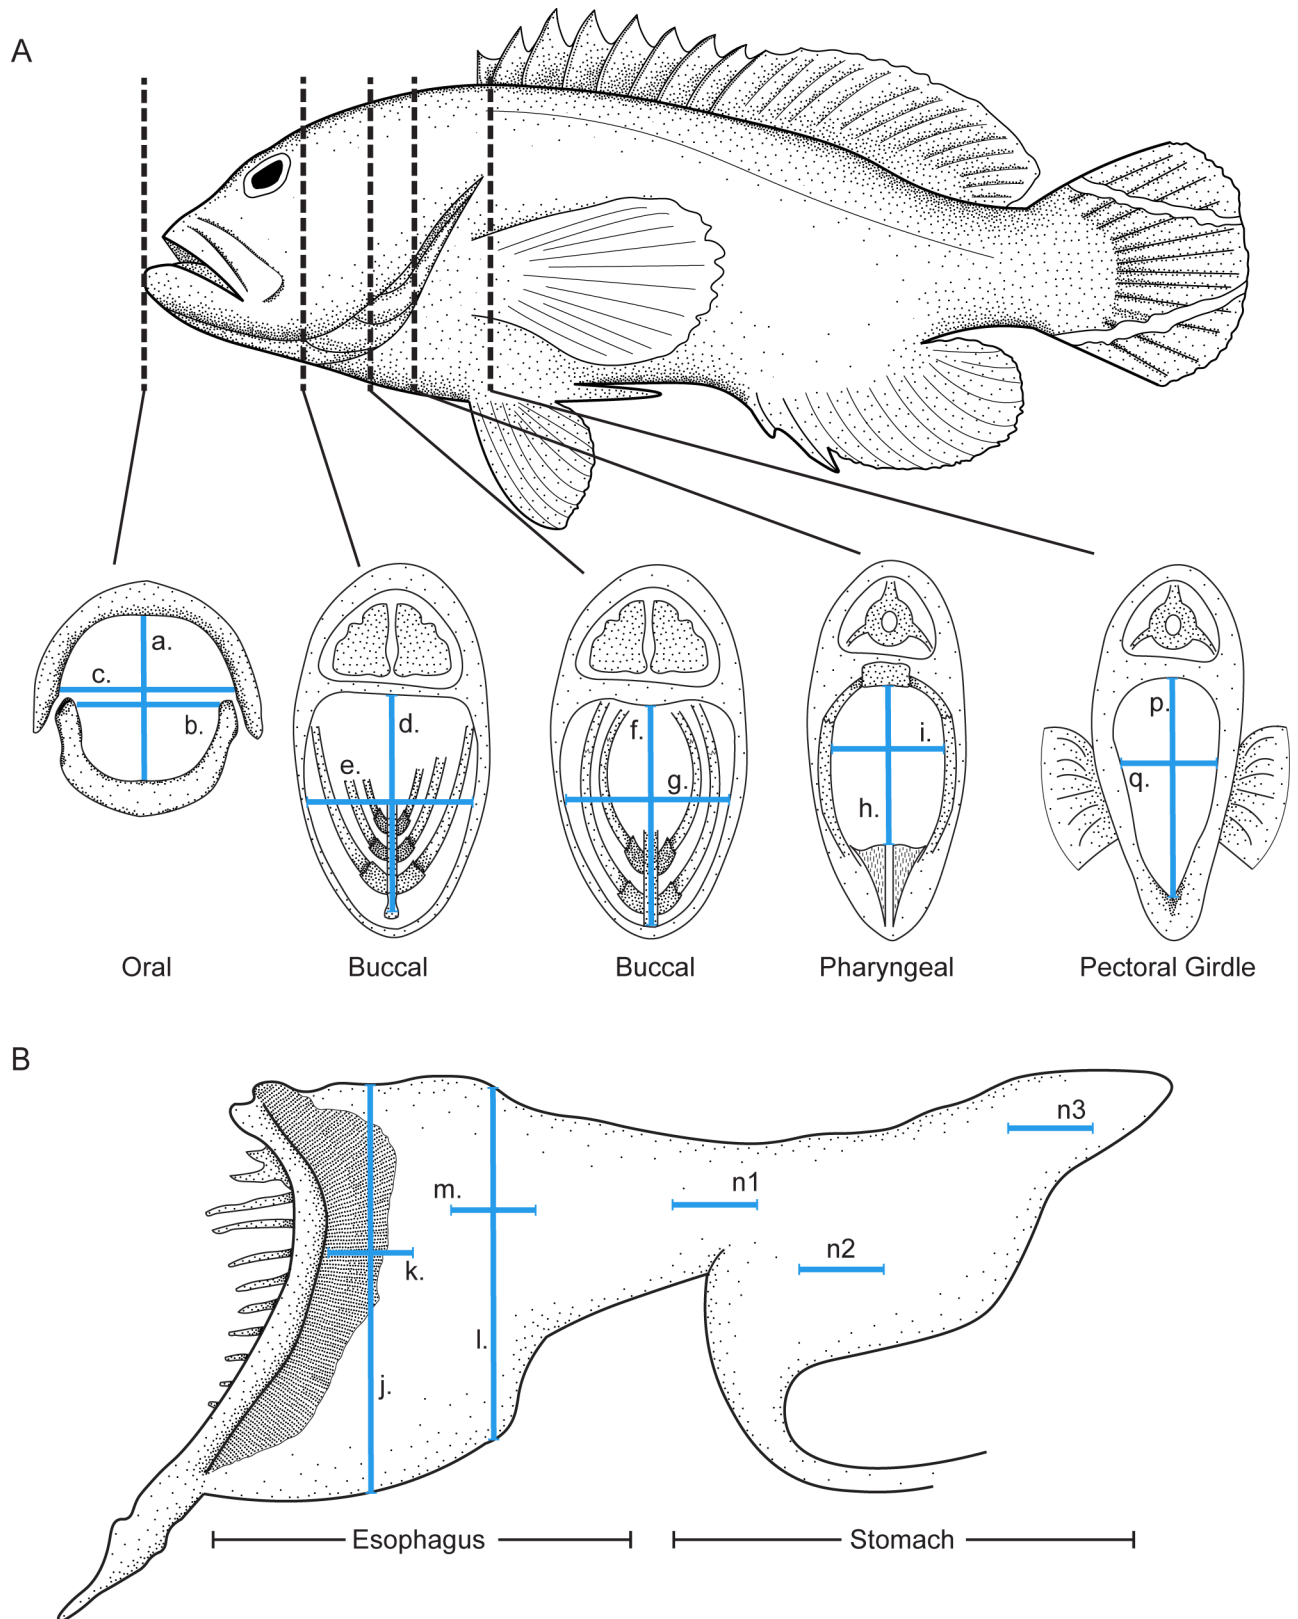 A
a.
c.
b.
d.
e.
f.
g.
i.
h.
p.
q.
Oral
Buccal
Buccal
Pharyngeal
Pectoral Girdle
B
n3
m.
n1
n2
k.
l.
j.
Esophagus
Stomach